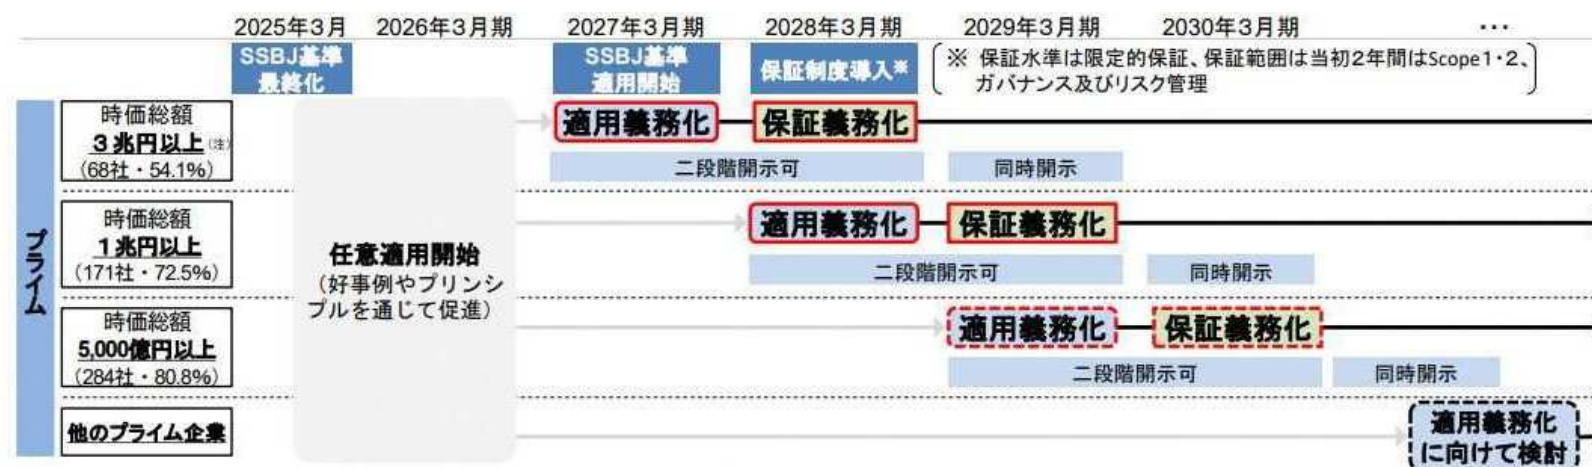 2025年3月 2026年3月期 2027年3月期 2028年3月期 2029年3月期 2030年3月期 …
SSBJ基準
最終化
SSBJ基準
適用開始
保証制度導入※
※ 保証水準は限定的保証、保証範囲は当初2年間はScope1・2、
ガバナンス及びリスク管理
プライム
時価総額
3兆円以上(注)
(68社・54.1%)
適用義務化
保証義務化
二段階開示可
同時開示
時価総額
1兆円以上
(171社・72.5%)
任意適用開始
(好事例やプリンシ
プルを通じて促進)
適用義務化
保証義務化
二段階開示可
同時開示
時価総額
5,000億円以上
(284社・80.8%)
適用義務化
保証義務化
二段階開示可
同時開示
他のプライム企業
適用義務化
に向けて検討